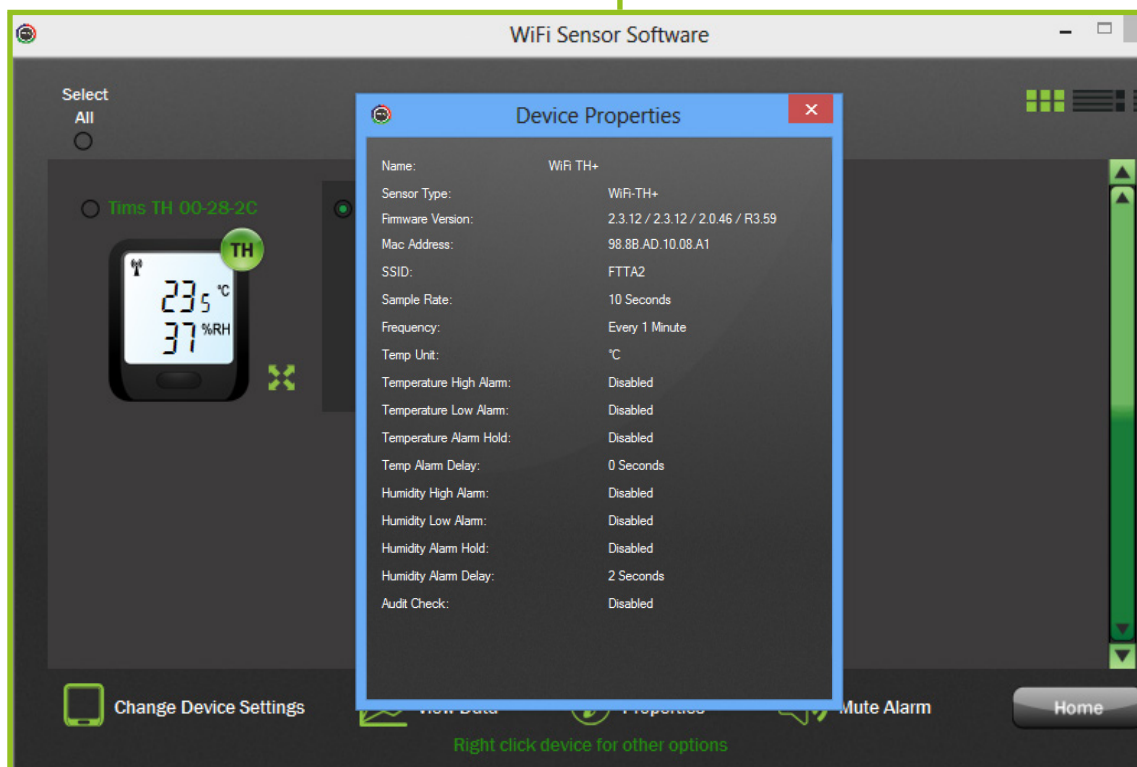 WiFi Sensor Software
Select
All
Device Properties
Tims TH 00-28-2C
TH
23.5 °C
37 %RH
Name: WiFi TH+
Sensor Type: WiFi-TH+
Firmware Version: 2.3.12 / 2.3.12 / 2.0.46 / R3.59
Mac Address: 98.8B.AD.10.08.A1
SSID: FTTA2
Sample Rate: 10 Seconds
Frequency: Every 1 Minute
Temp Unit: °C
Temperature High Alarm: Disabled
Temperature Low Alarm: Disabled
Temperature Alarm Hold: Disabled
Temp Alarm Delay: 0 Seconds
Humidity High Alarm: Disabled
Humidity Low Alarm: Disabled
Humidity Alarm Hold: Disabled
Humidity Alarm Delay: 2 Seconds
Audit Check: Disabled
Change Device Settings
View Data
Properties
Mute Alarm
Home
Right click device for other options